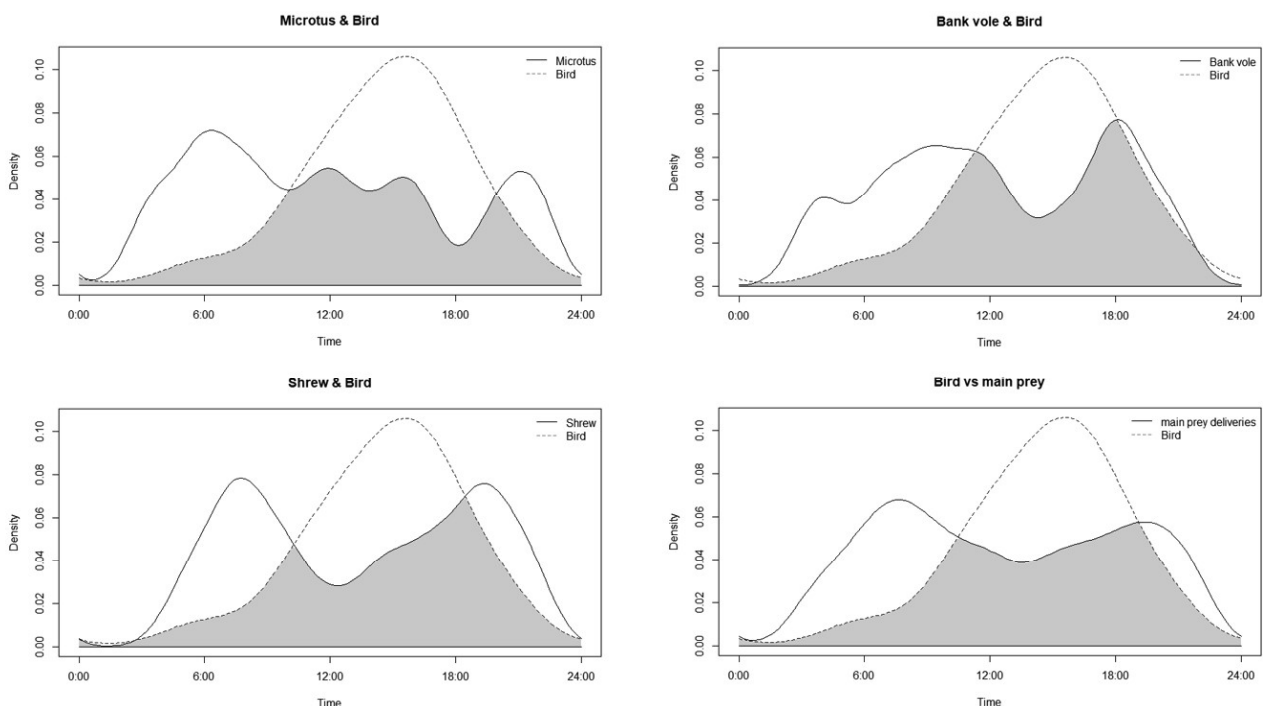 Microtus & Bird
Microtus
Bird
Density
0.00
0.02
0.04
0.06
0.08
0.10
0:00 6:00 12:00 18:00 24:00
Time
Bank vole & Bird
Bank vole
Bird
Density
0.00
0.02
0.04
0.06
0.08
0.10
0:00 6:00 12:00 18:00 24:00
Time
Shrew & Bird
Shrew
Bird
Density
0.00
0.02
0.04
0.06
0.08
0.10
0:00 6:00 12:00 18:00 24:00
Time
Bird vs main prey
main prey deliveries
Bird
Density
0.00
0.02
0.04
0.06
0.08
0.10
0:00 6:00 12:00 18:00 24:00
Time